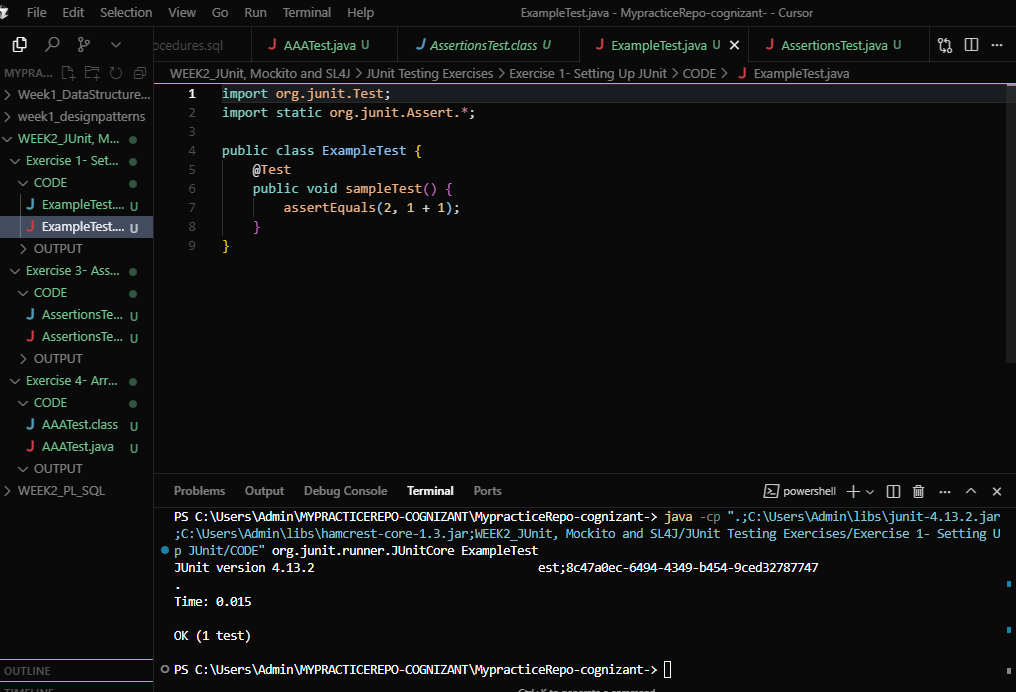 File Edit Selection View Go Run Terminal Help
ExampleTest.java - MypracticeRepo-cognizant- - Cursor
ocedures.sql
AAATest.java U
AssertionsTest.class U
ExampleTest.java U
AssertionsTest.java U
MYPRA...
WEEK2_JUnit, Mockito and SL4J > JUnit Testing Exercises > Exercise 1- Setting Up JUnit > CODE > ExampleTest.java
Week1_DataStructure...
week1_designpatterns
WEEK2_JUnit, M...
Exercise 1- Set...
CODE
ExampleTest.... U
ExampleTest.... U
OUTPUT
Exercise 3- Ass...
CODE
AssertionsTe... U
AssertionsTe... U
OUTPUT
Exercise 4- Arr...
CODE
AAATest.class U
AAATest.java U
OUTPUT
WEEK2_PL_SQL
OUTLINE
TIMELINE
1 import org.junit.Test;
2 import static org.junit.Assert.*;
3
4 public class ExampleTest {
5 @Test
6 public void sampleTest() {
7 assertEquals(2, 1 + 1);
8 }
9 }
Problems Output Debug Console Terminal Ports
powershell
PS C:\Users\Admin\MYPRACTICEREPO-COGNIZANT\MypracticeRepo-cognizant-> java -cp ".;C:\Users\Admin\libs\junit-4.13.2.jar
;C:\Users\Admin\libs\hamcrest-core-1.3.jar;WEEK2_JUnit, Mockito and SL4J/JUnit Testing Exercises/Exercise 1- Setting U
p JUnit/CODE" org.junit.runner.JUnitCore ExampleTest
JUnit version 4.13.2 est;8c47a0ec-6494-4349-b454-9ced32787747
.
Time: 0.015
OK (1 test)
PS C:\Users\Admin\MYPRACTICEREPO-COGNIZANT\MypracticeRepo-cognizant->
Ctrl+K to generate a command